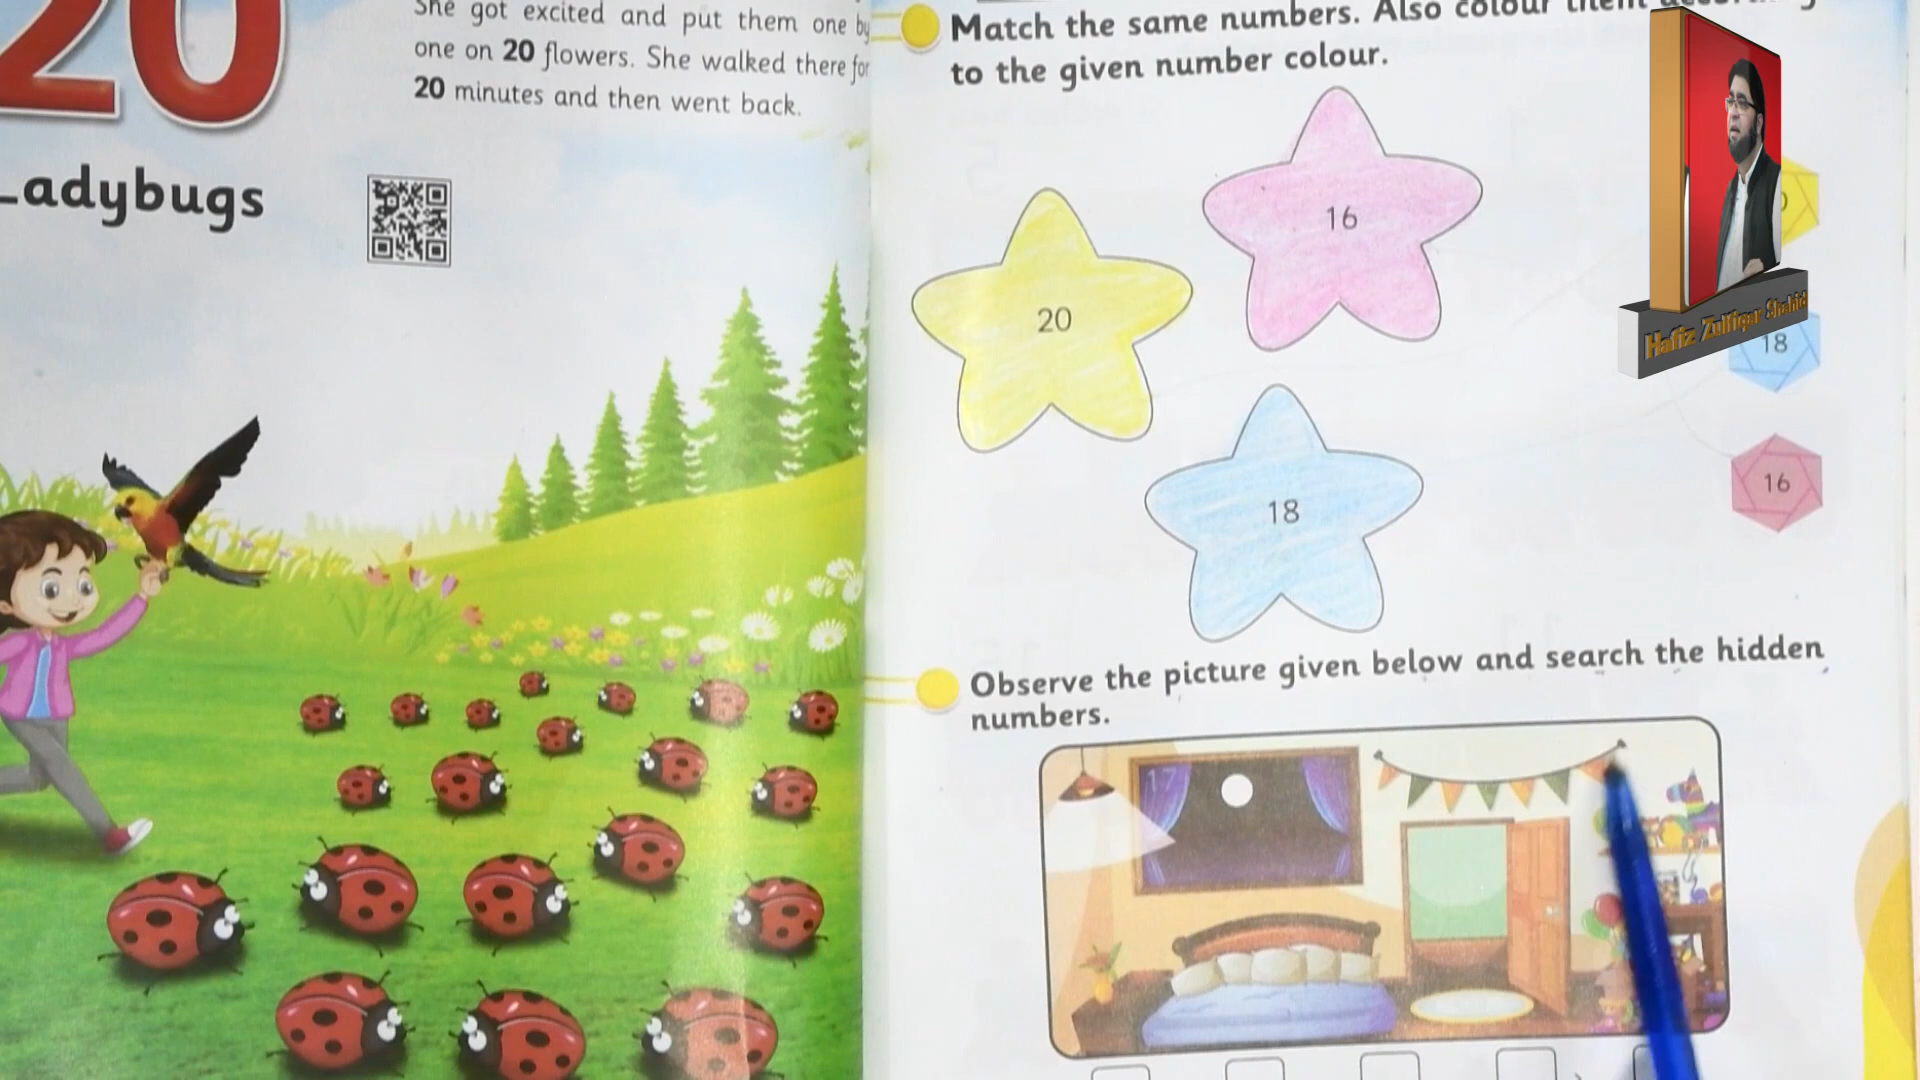 20
She got excited and put them one by
one on 20 flowers. She walked there for
20 minutes and then went back.
Ladybugs
Match the same numbers. Also colour them
to the given number colour.
16
20
18
Hafiz Zulfiqar Shahid
18
16
Observe the picture given below and search the hidden
numbers.
17